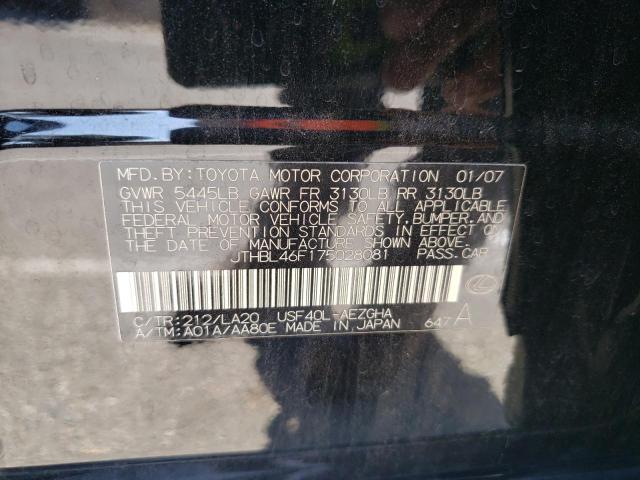 MFD. BY: TOYOTA MOTOR CORPORATION 01/07
GVWR 5445LB GAWR FR 3130LB RR 3130LB
THIS VEHICLE CONFORMS TO ALL APPLICABLE
FEDERAL MOTOR VEHICLE SAFETY, BUMPER, AND
THEFT PREVENTION STANDARDS IN EFFECT ON
THE DATE OF MANUFACTURE SHOWN ABOVE.
JTHBL46F175028081 PASS. CAR
C/TR:212/LA20 USF40L-AEZGHA
A/TM:A01A/AA80E MADE IN JAPAN 647 A